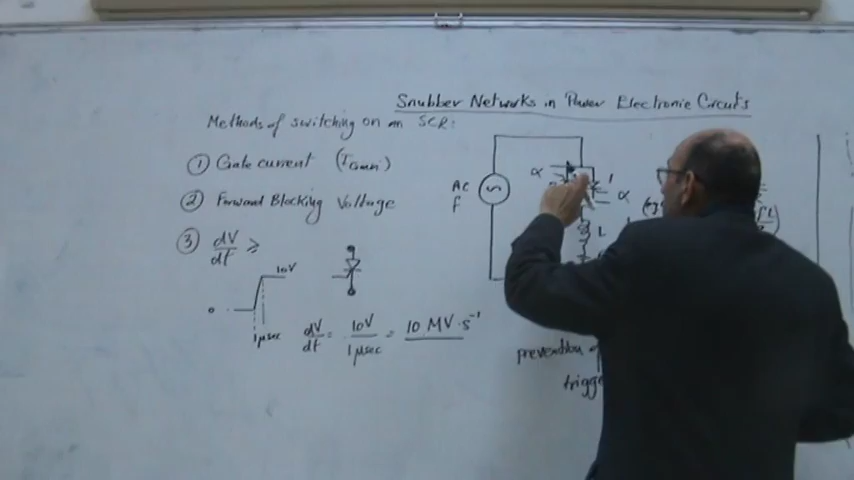 Snubber Networks in Power Electronic Circuits
Methods of switching on an SCR:
① Gate current (IGmin)
② Forward Blocking Voltage
③ dV/dt ≥
10V
0
1μsec
dV/dt = 10V/1μsec = 10 MV·s⁻¹
AC
f
α
α
L
prevention
trigg